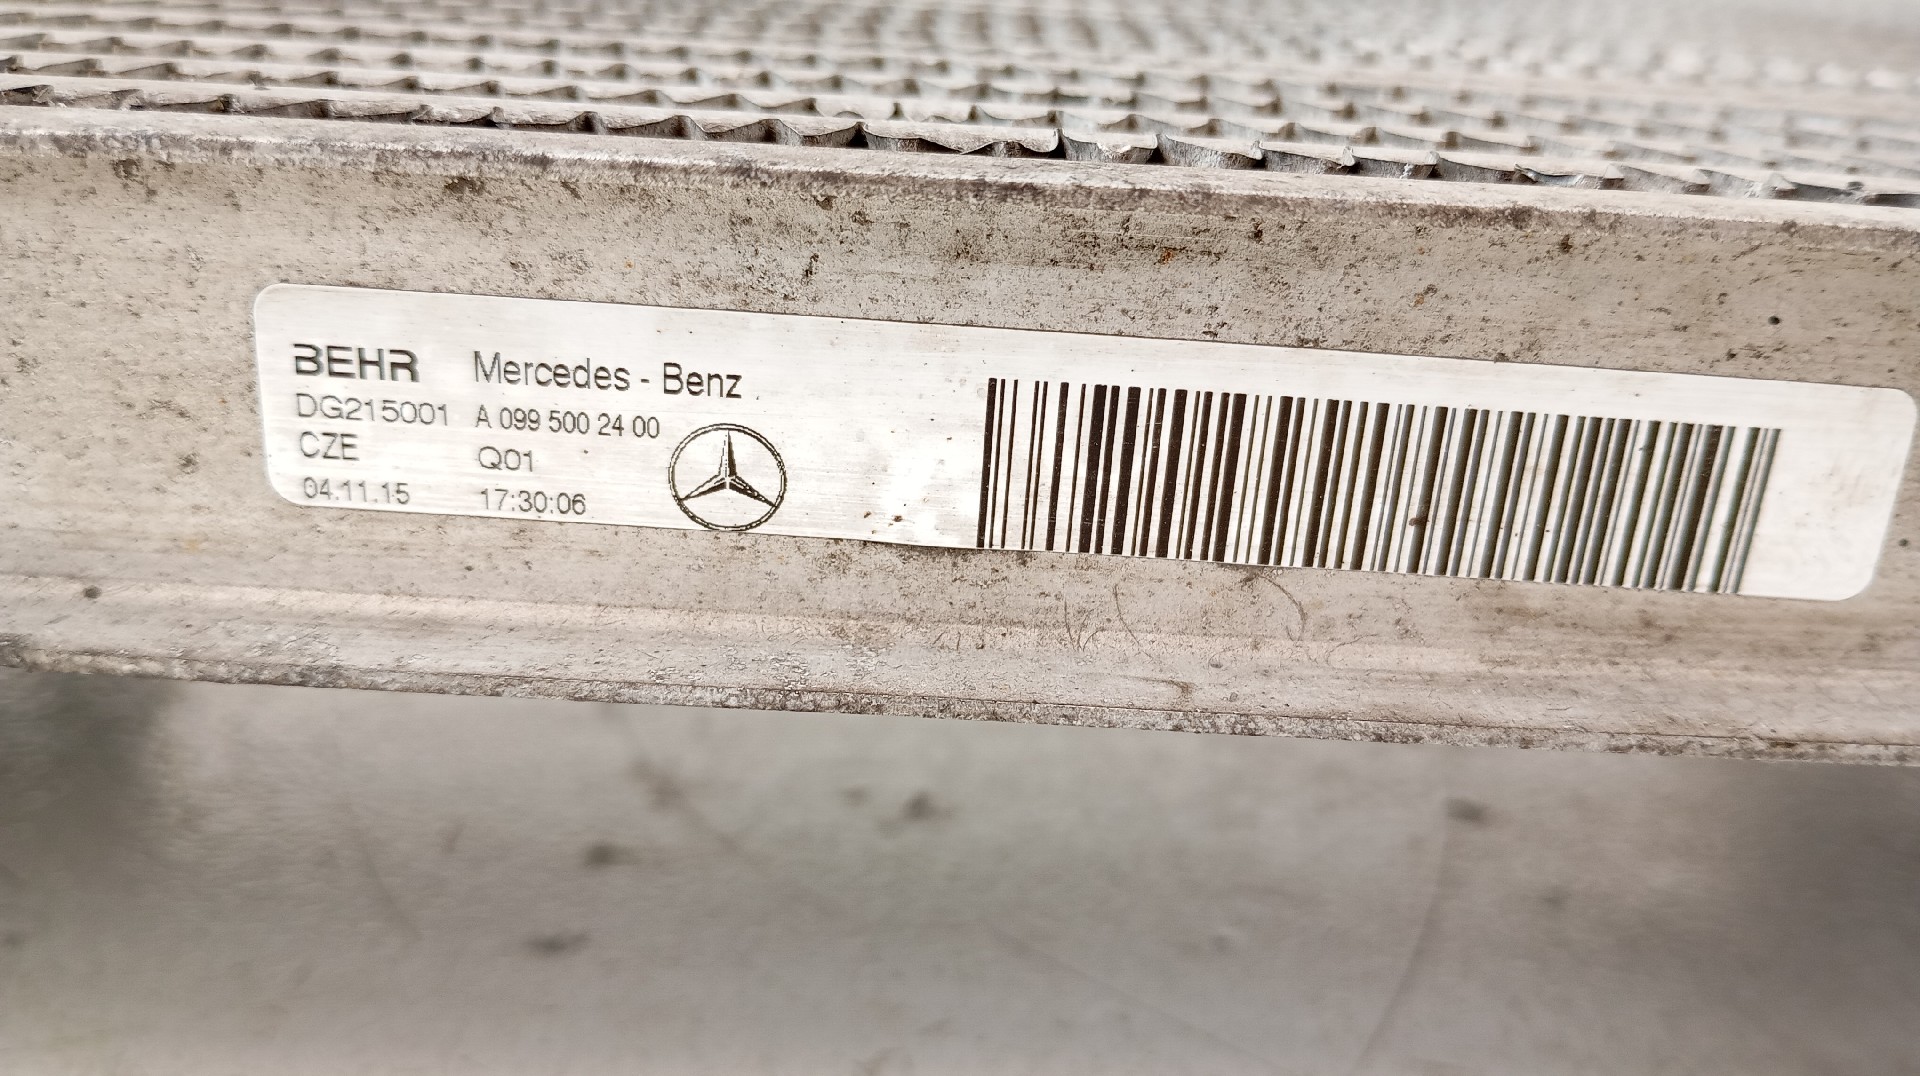 BEHR Mercedes - Benz
DG215001 A 099 500 24 00
CZE Q01
04.11.15 17:30:06